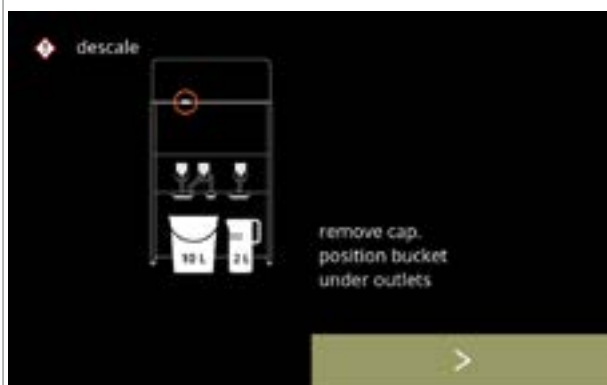 descale
10 L
2 L
remove cap.
position bucket
under outlets